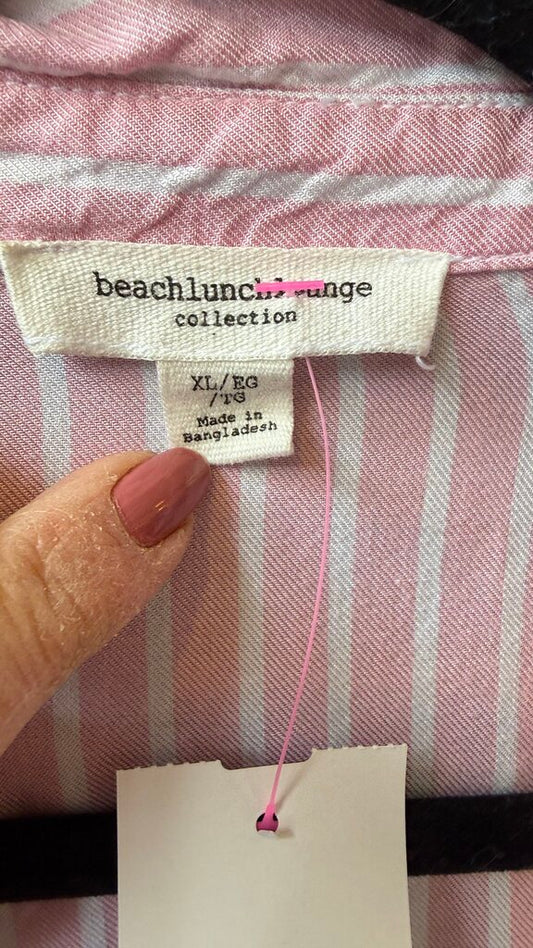 beachlunchlounge
collection
XL/EG
/TG
Made in
Bangladesh